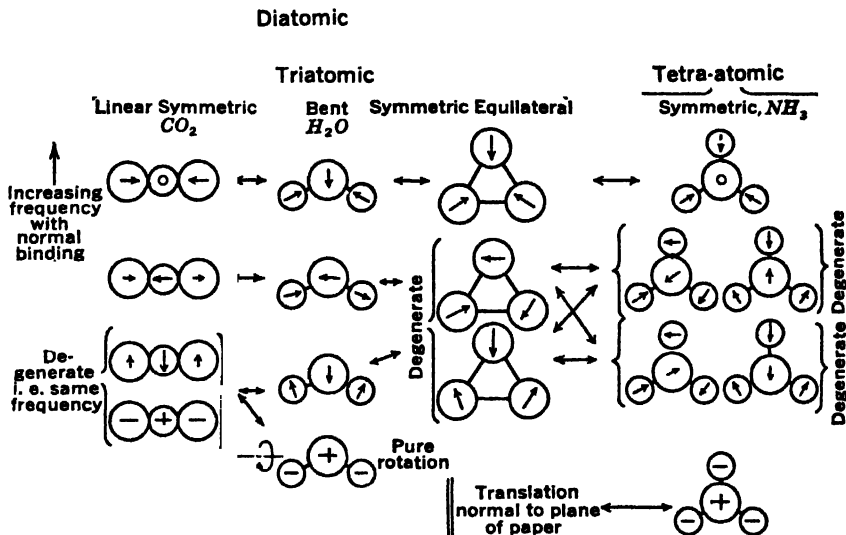 Diatomic
Triatomic
Tetra-atomic
Linear Symmetric
CO₂
Bent
H₂O
Symmetric Equilateral
Symmetric, NH₃
Increasing
frequency
with
normal
binding
Degenerate
Degenerate
Degenerate
De-
generate
i. e. same
frequency
Pure
rotation
Translation
normal to plane
of paper